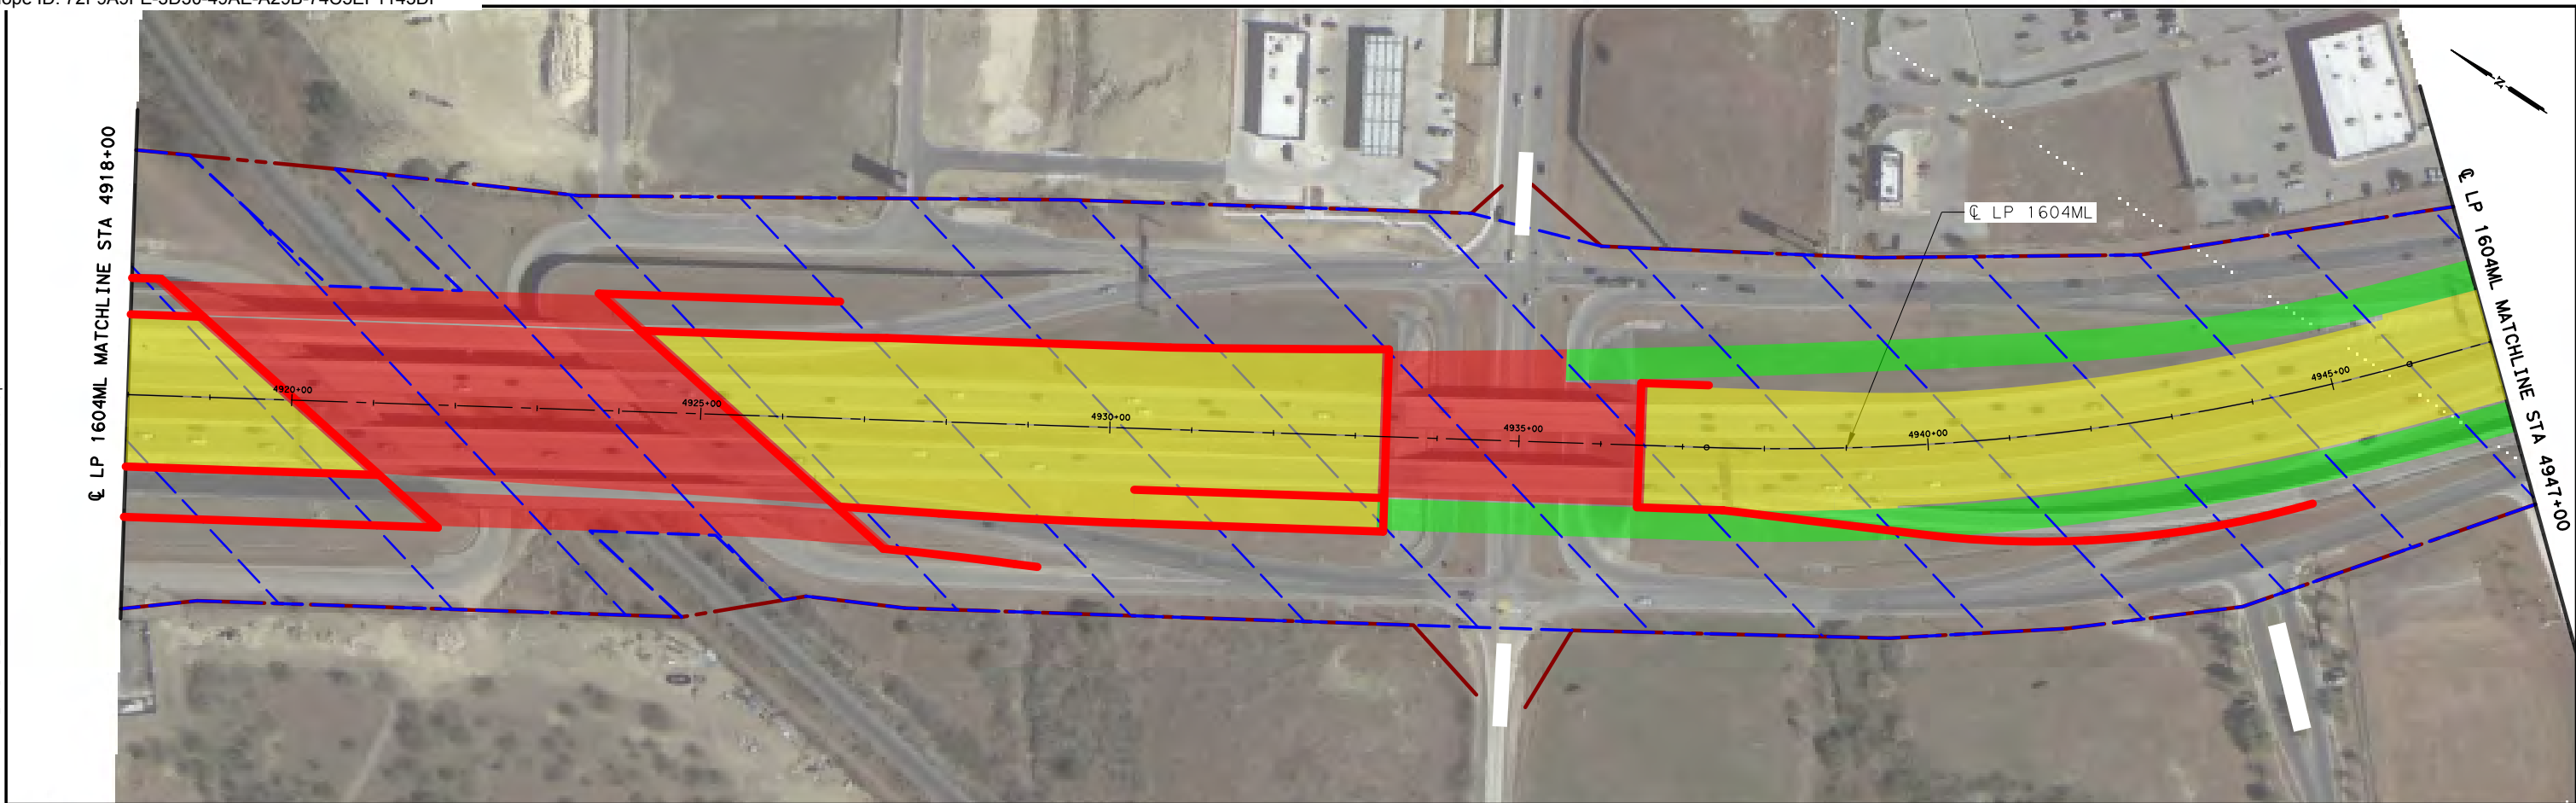 ℄ LP 1604ML MATCHLINE STA 4918+00
4920+00
4925+00
4930+00
4935+00
4940+00
4945+00
℄ LP 1604ML
N
℄ LP 1604ML MATCHLINE STA 4947+00